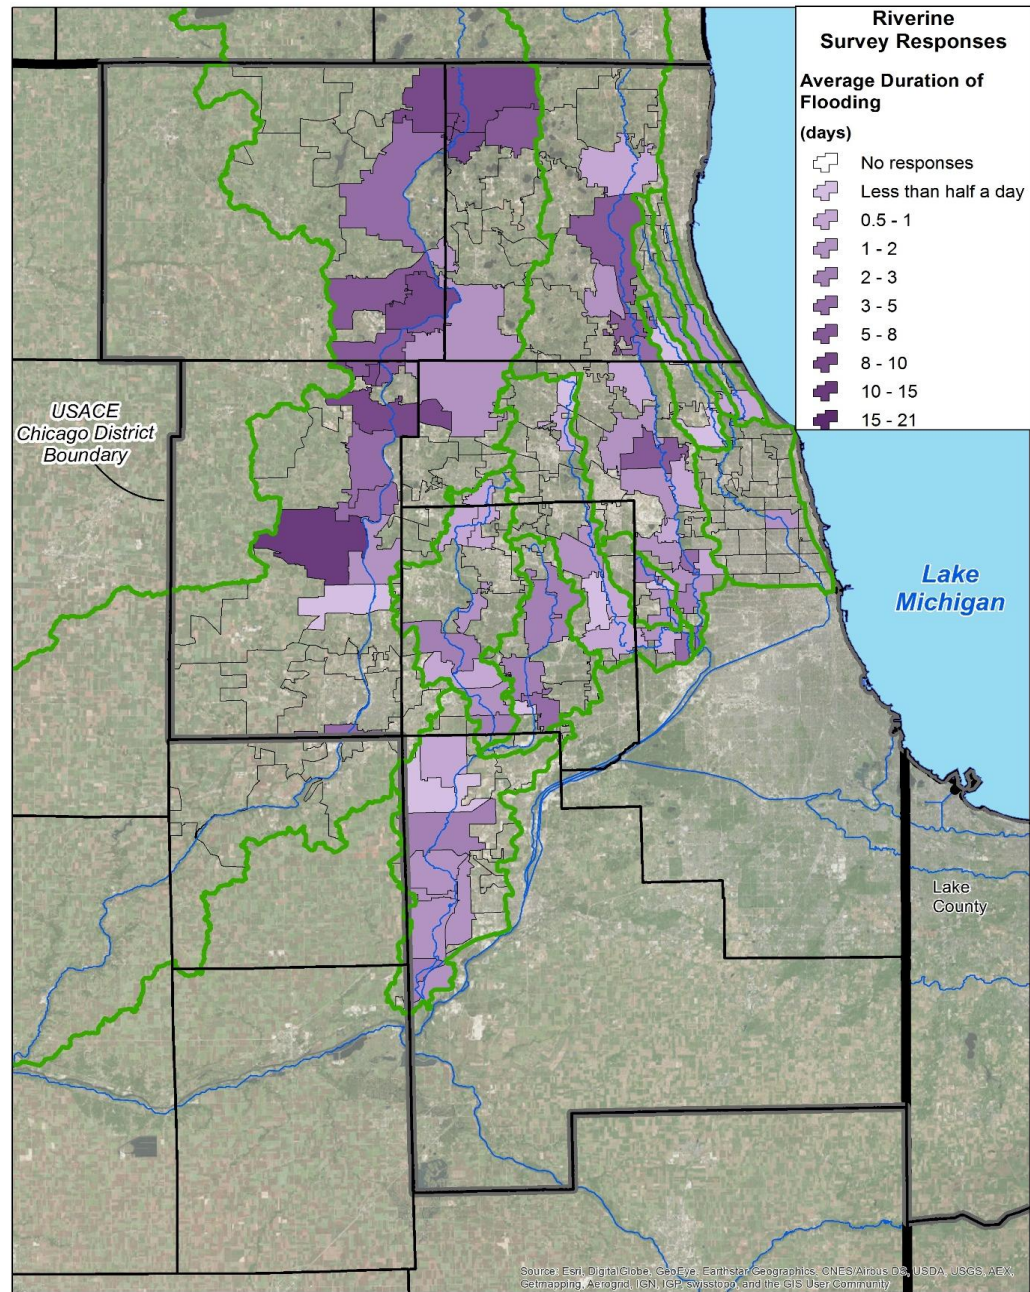 Riverine
Survey Responses
Average Duration of
Flooding
(days)
No responses
Less than half a day
0.5 - 1
1 - 2
2 - 3
3 - 5
5 - 8
8 - 10
10 - 15
15 - 21
USACE
Chicago District
Boundary
Lake
Michigan
Lake
County
Source: Esri, DigitalGlobe, GeoEye, Earthstar Geographics, CNES/Airbus DS, USDA, USGS, AEX,
Getmapping, Aerogrid, IGN, IGP, swisstopo, and the GIS User Community